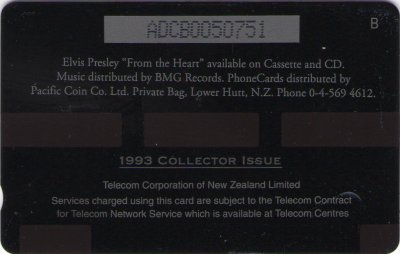 ADCB0050751
B
Elvis Presley "From the Heart" available on Cassette and CD.
Music distributed by BMG Records. PhoneCards distributed by
Pacific Coin Co. Ltd. Private Bag, Lower Hutt, N.Z. Phone 0-4-569 4612.
1993 COLLECTOR ISSUE
Telecom Corporation of New Zealand Limited
Services charged using this card are subject to the Telecom Contract
for Telecom Network Service which is available at Telecom Centres